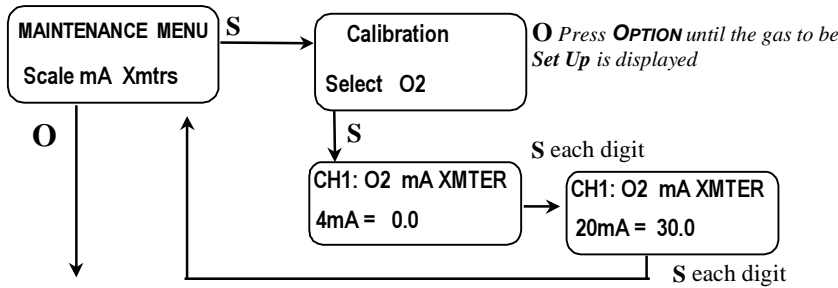 MAINTENANCE MENU
Scale mA Xmtrs
S
Calibration
Select O2
O Press OPTION until the gas to be
Set Up is displayed
O
S
S each digit
CH1: O2 mA XMTER
4mA = 0.0
CH1: O2 mA XMTER
20mA = 30.0
S each digit